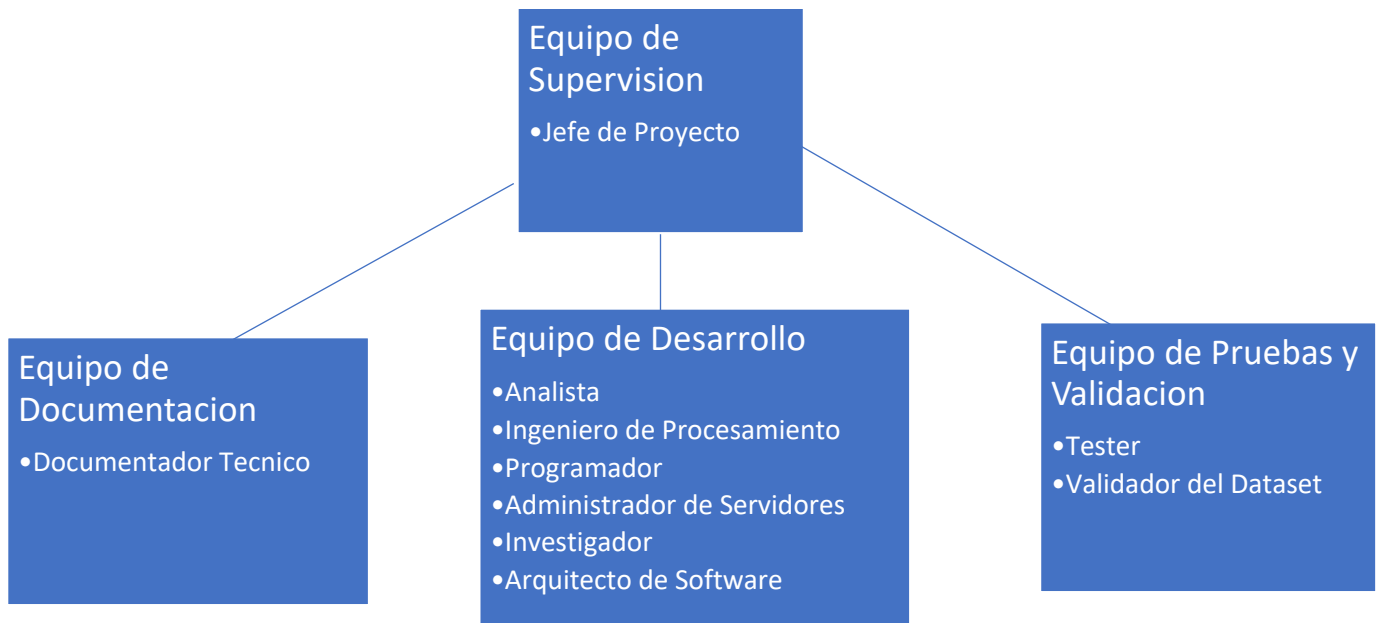 Equipo de
Supervision
•Jefe de Proyecto
Equipo de
Documentacion
•Documentador Tecnico
Equipo de Desarrollo
•Analista
•Ingeniero de Procesamiento
•Programador
•Administrador de Servidores
•Investigador
•Arquitecto de Software
Equipo de Pruebas y
Validacion
•Tester
•Validador del Dataset